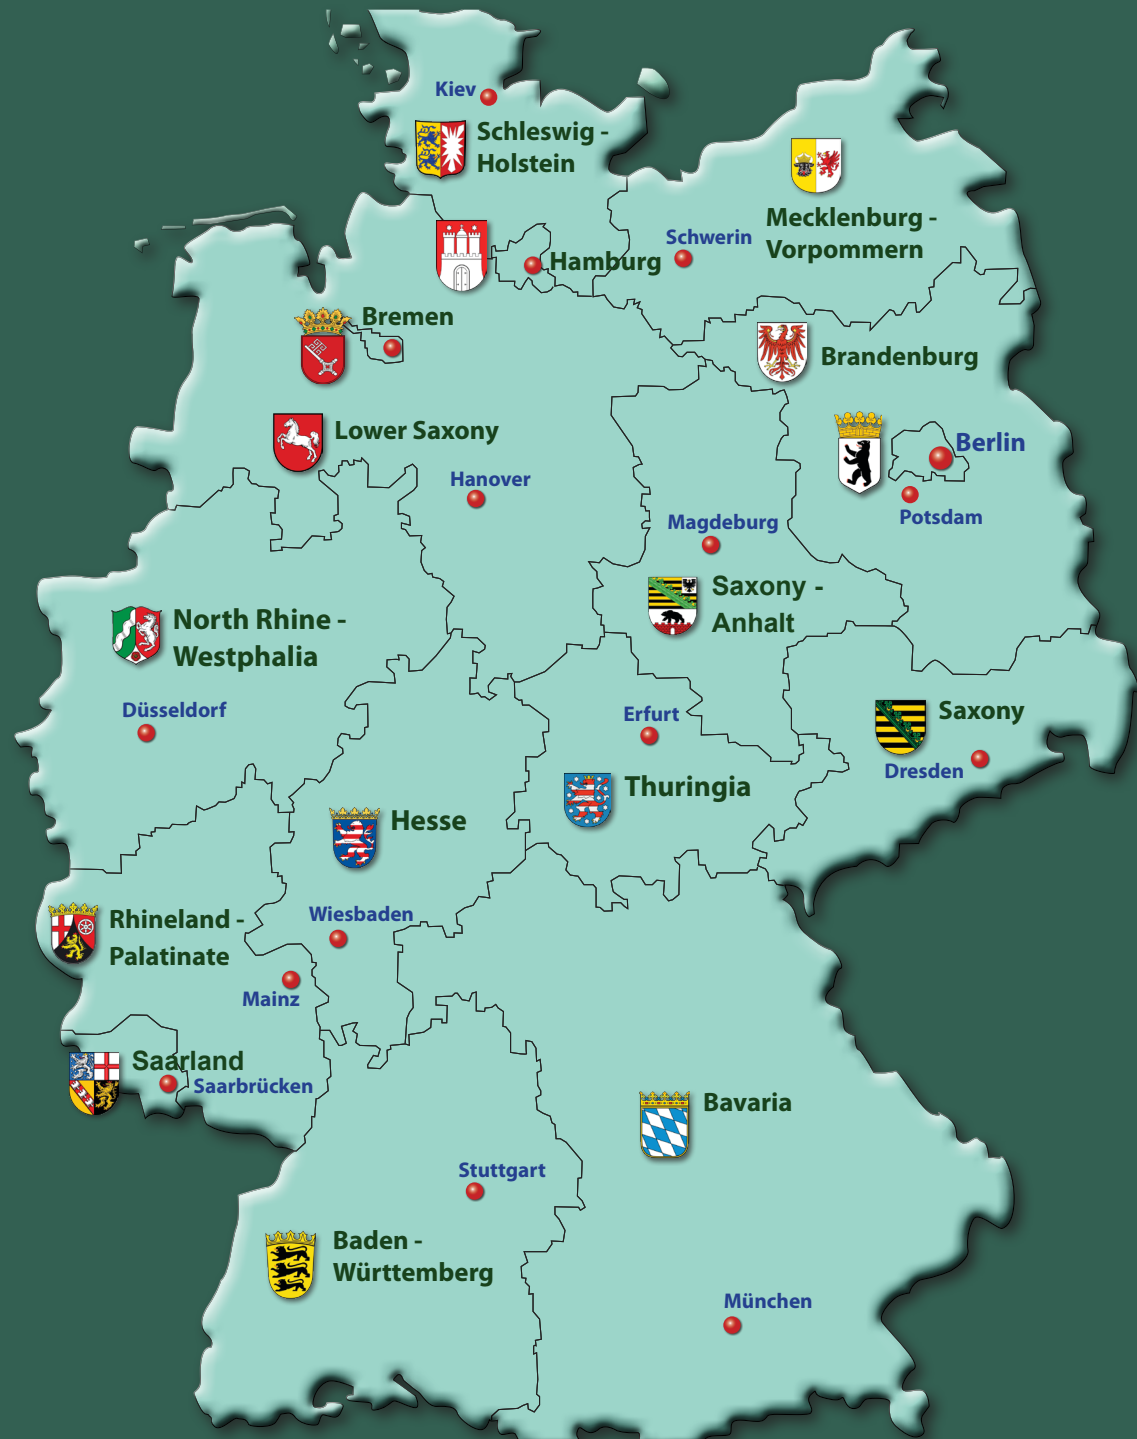 Kiev
Schleswig -
Holstein
Mecklenburg -
Vorpommern
Schwerin
Hamburg
Bremen
Brandenburg
Lower Saxony
Berlin
Hanover
Potsdam
Magdeburg
Saxony -
Anhalt
North Rhine -
Westphalia
Düsseldorf
Erfurt
Saxony
Dresden
Thuringia
Hesse
Rhineland -
Palatinate
Wiesbaden
Mainz
Saarland
Saarbrücken
Bavaria
Stuttgart
Baden -
Württemberg
München